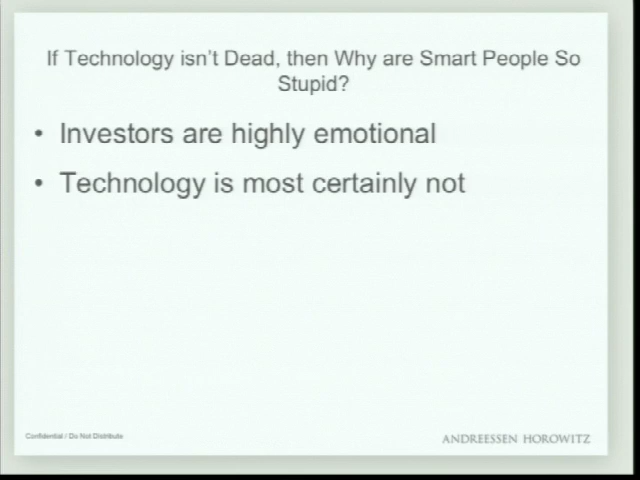 If Technology isn't Dead, then Why are Smart People So
Stupid?
• Investors are highly emotional
• Technology is most certainly not
Confidential / Do Not Distribute
ANDREESSEN HOROWITZ